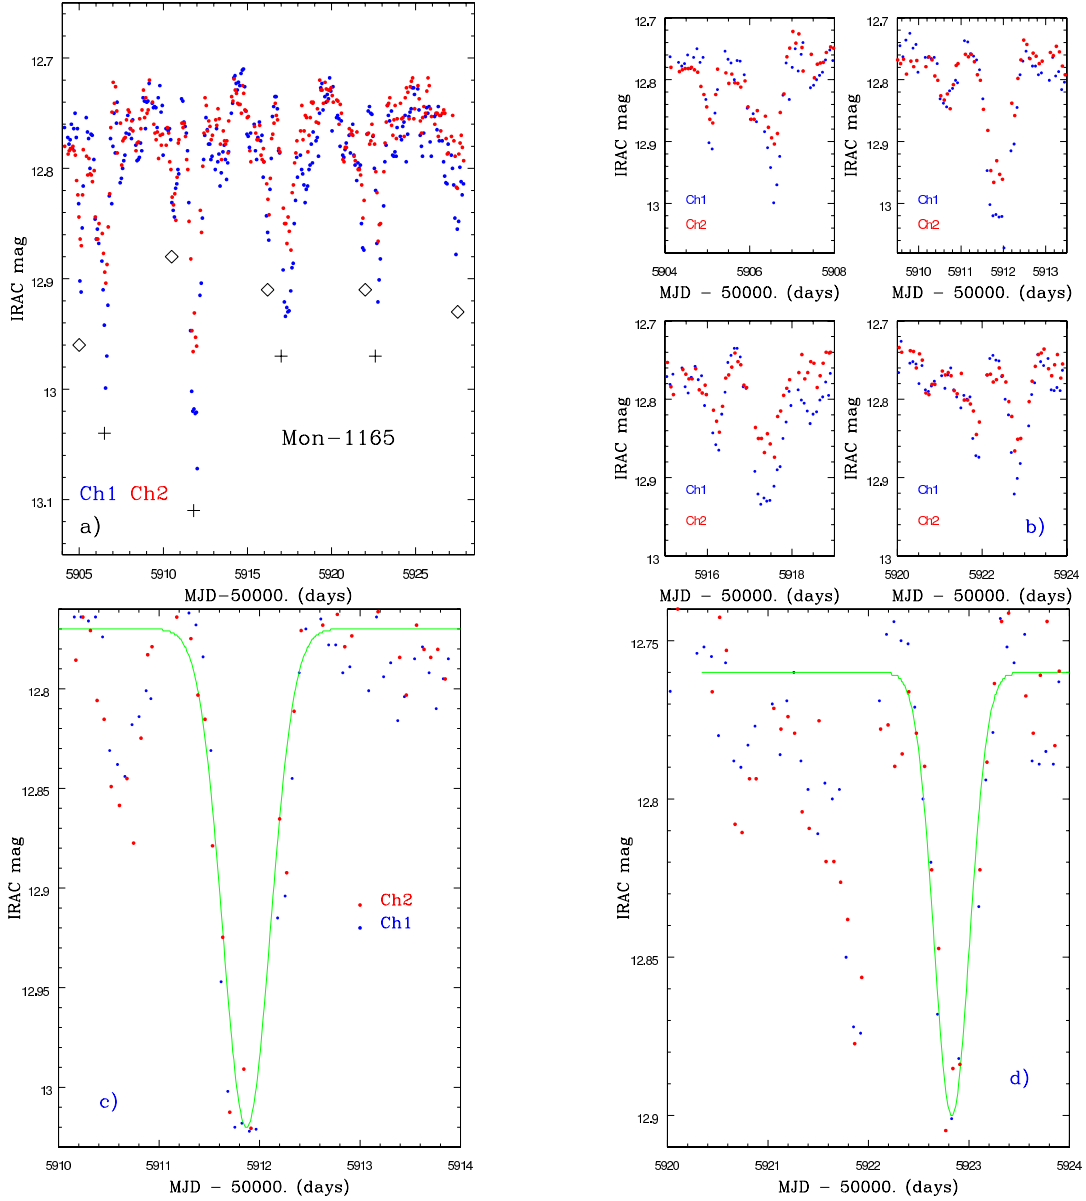 12.7
12.8
12.9
13
13.1
IRAC mag
Mon-1165
Ch1 Ch2
a)
5905 5910 5915 5920 5925
MJD-50000. (days)
12.7
12.8
12.9
13
IRAC mag
Ch1
Ch2
5904 5906 5908
MJD - 50000. (days)
12.7
12.8
12.9
13
IRAC mag
Ch1
Ch2
5910 5911 5912 5913
MJD - 50000. (days)
12.7
12.8
12.9
13
IRAC mag
Ch1
Ch2
5916 5918
MJD - 50000. (days)
12.7
12.8
12.9
13
IRAC mag
Ch1
Ch2
b)
5920 5922 5924
MJD - 50000. (days)
12.8
12.85
12.9
12.95
13
IRAC mag
Ch2
Ch1
c)
5910 5911 5912 5913 5914
MJD - 50000. (days)
12.75
12.8
12.85
12.9
IRAC mag
d)
5920 5921 5922 5923 5924
MJD - 50000. (days)